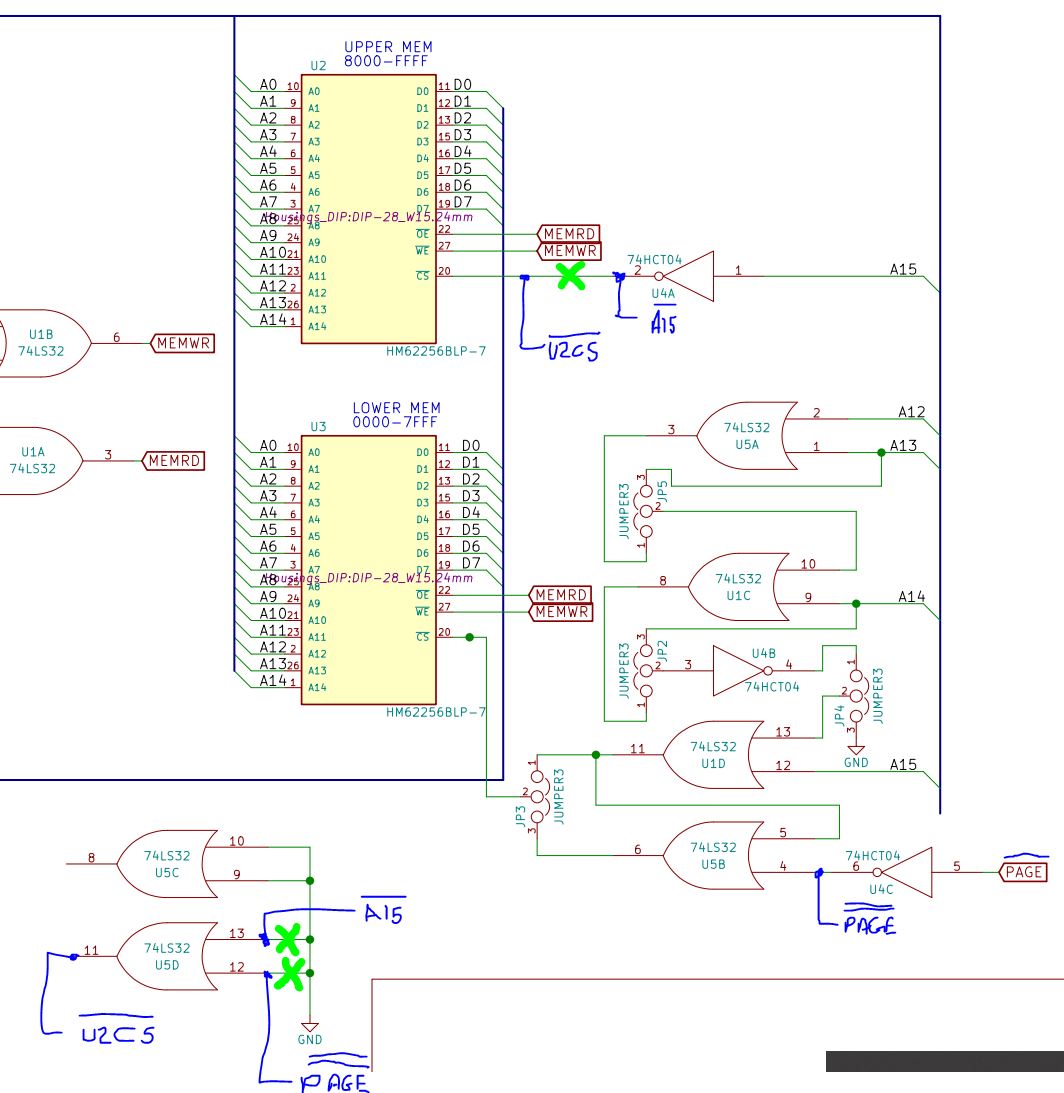 UPPER MEM
8000-FFFF
U2
A0 10 A0 D0 11 D0
A1 9 A1 D1 12 D1
A2 8 A2 D2 13 D2
A3 7 A3 D3 15 D3
A4 6 A4 D4 16 D4
A5 5 A5 D5 17 D5
A6 4 A6 D6 18 D6
A7 3 A7 D7 19 D7
Housings_DIP:DIP-28_W15.24mm
A8 25 A8
A9 24 A9 OE 22 MEMRD
A10 21 A10 WE 27 MEMWR
A11 23 A11 CS 20
A12 2 A12
A13 26 A13
A14 1 A14
HM62256BLP-7
74HCT04
2 1 A15
U4A
A15
U2CS
U1B
74LS32
6 MEMWR
U1A
74LS32
3 MEMRD
LOWER MEM
0000-7FFF
U3
A0 10 A0 D0 11 D0
A1 9 A1 D1 12 D1
A2 8 A2 D2 13 D2
A3 7 A3 D3 15 D3
A4 6 A4 D4 16 D4
A5 5 A5 D5 17 D5
A6 4 A6 D6 18 D6
A7 3 A7 D7 19 D7
Housings_DIP:DIP-28_W15.24mm
A8 25 A8
A9 24 A9 OE 22 MEMRD
A10 21 A10 WE 27 MEMWR
A11 23 A11 CS 20
A12 2 A12
A13 26 A13
A14 1 A14
HM62256BLP-7
3 74LS32 2 A12
U5A 1 A13
JUMPER3 3 2 1 JP5
8 74LS32 10
U1C 9 A14
JUMPER3 3 2 1 JP2
U4B
3 4
74HCT04
1 2 3 JP4 JUMPER3
GND
11 74LS32 13
U1D 12 A15
JP3 1 2 3 JUMPER3
6 74LS32 5
U5B 4
74HCT04
6 5 PAGE
U4C
PAGE
8 74LS32 10
U5C 9
A15
11 74LS32 13
U5D 12
U2CS
GND
PAGE